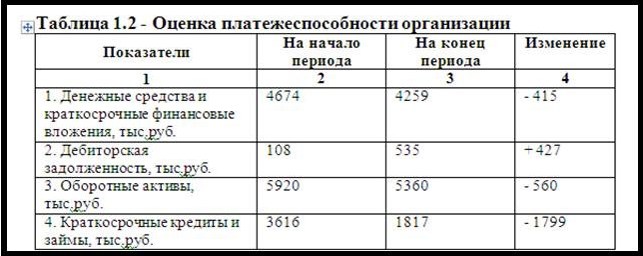 Таблица 1.2 - Оценка платежеспособности организации
Показатели
На начало
периода
На конец
периода
Изменение
1
2
3
4
1. Денежные средства и
краткосрочные финансовые
вложения, тыс.руб.
4674
4259
- 415
2. Дебиторская
задолженность, тыс.руб.
108
535
+ 427
3. Оборотные активы,
тыс.руб.
5920
5360
- 560
4. Краткосрочные кредиты и
займы, тыс.руб.
3616
1817
- 1799